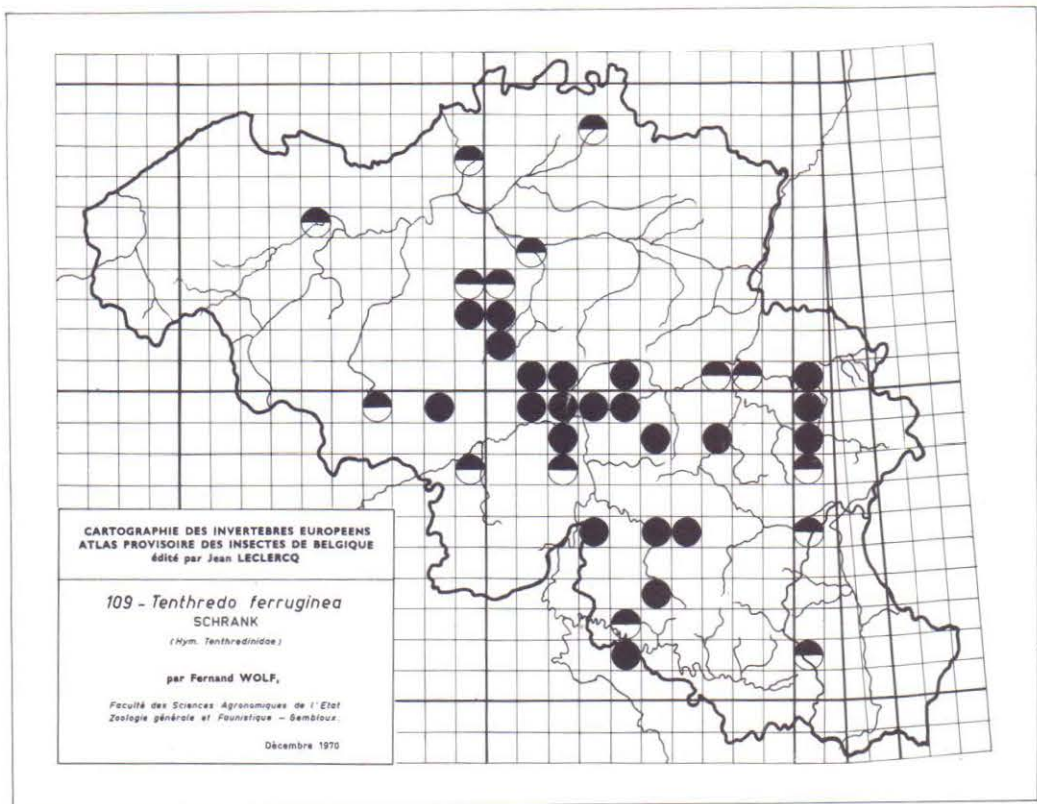 CARTOGRAPHIE DES INVERTEBRES EUROPEENS
ATLAS PROVISOIRE DES INSECTES DE BELGIQUE
édité par Jean LECLERCQ
109 - Tenthredo ferruginea
SCHRANK
(Hym. Tenthredinidae)
par Fernand WOLF,
Faculté des Sciences Agronomiques de l'Etat
Zoologie générale et Faunistique - Gembloux.
Décembre 1970